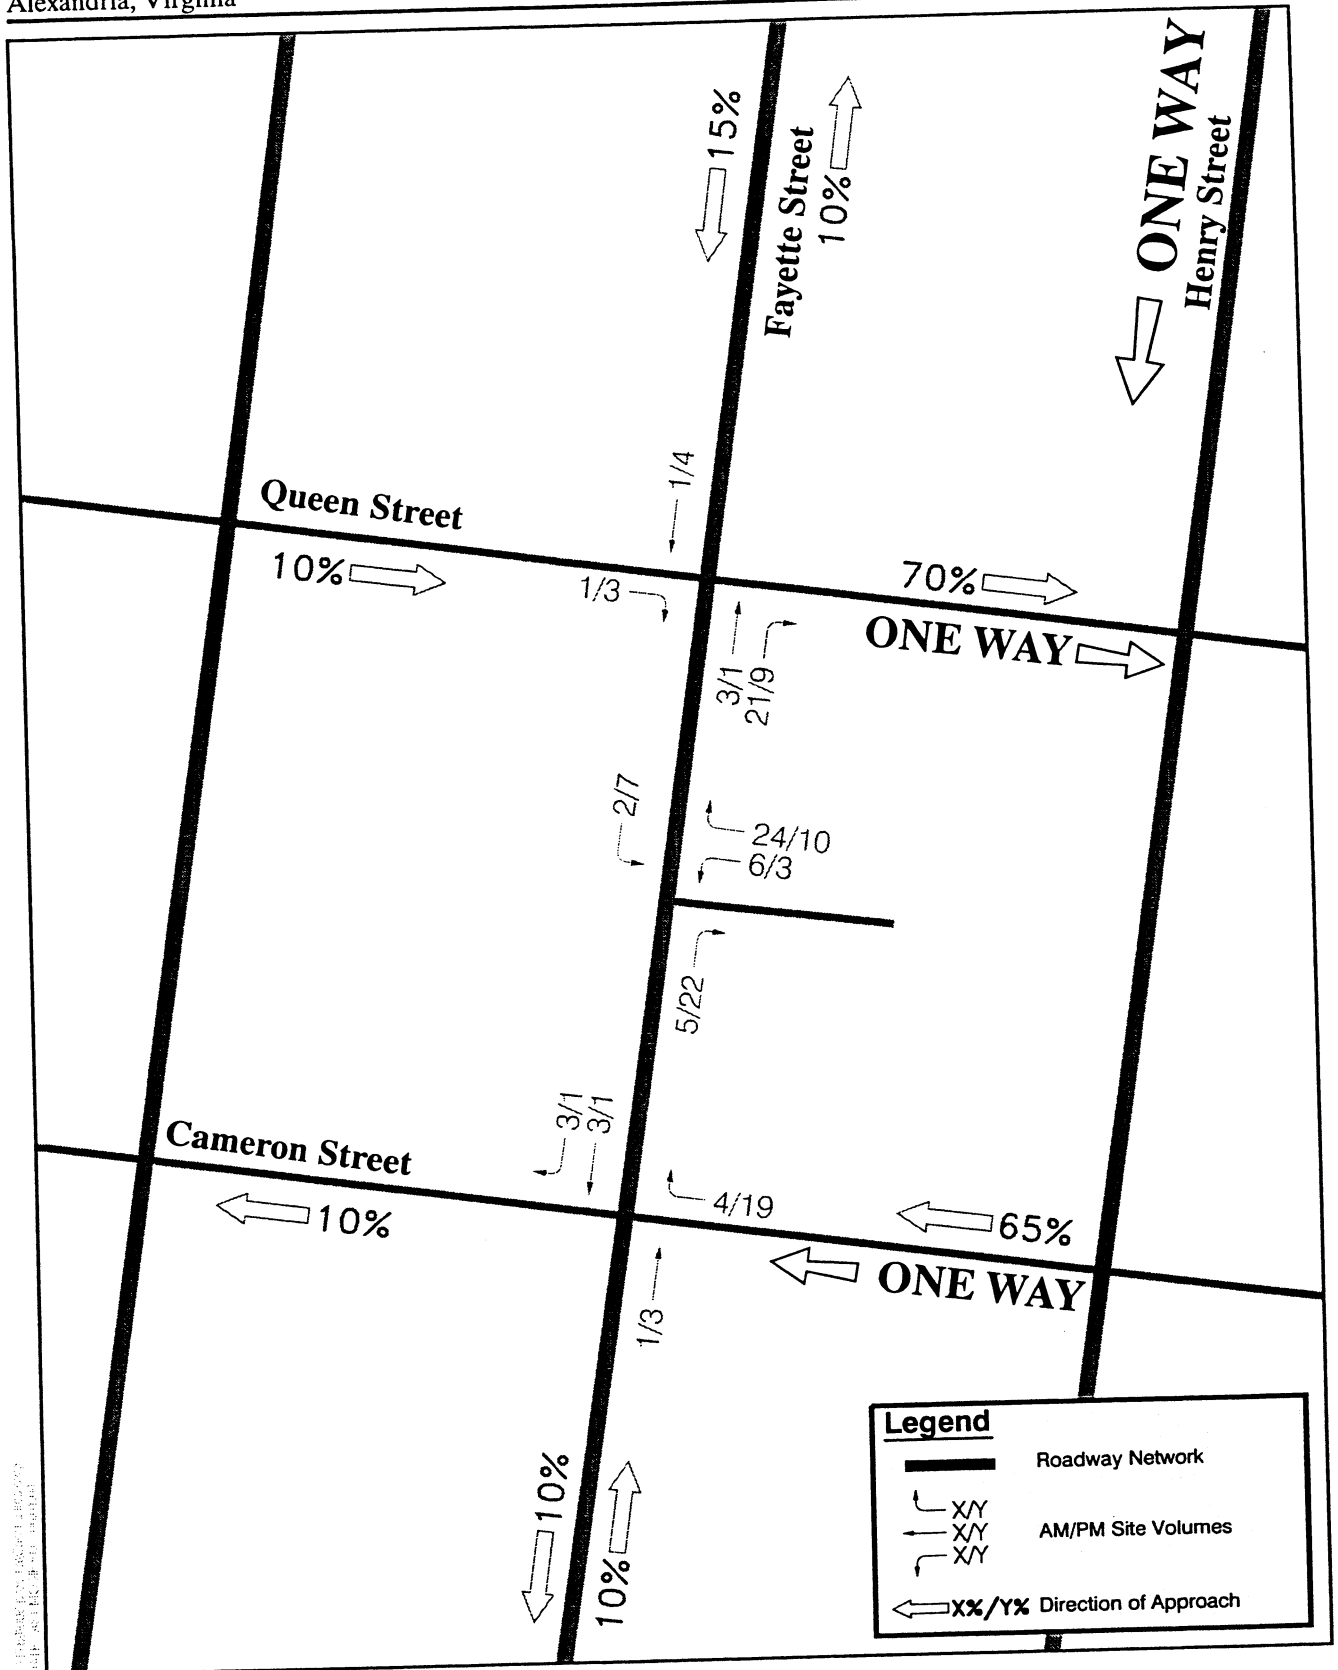 Alexandria, Virginia
15%
Fayette Street
10%
ONE WAY
Henry Street
1/4
Queen Street
10%
1/3
70%
ONE WAY
3/1
21/9
2/7
24/10
6/3
5/22
3/1
3/1
Cameron Street
10%
4/19
65%
ONE WAY
1/3
10%
10%
Legend
Roadway Network
X/Y
X/Y
X/Y
AM/PM Site Volumes
X%/Y% Direction of Approach